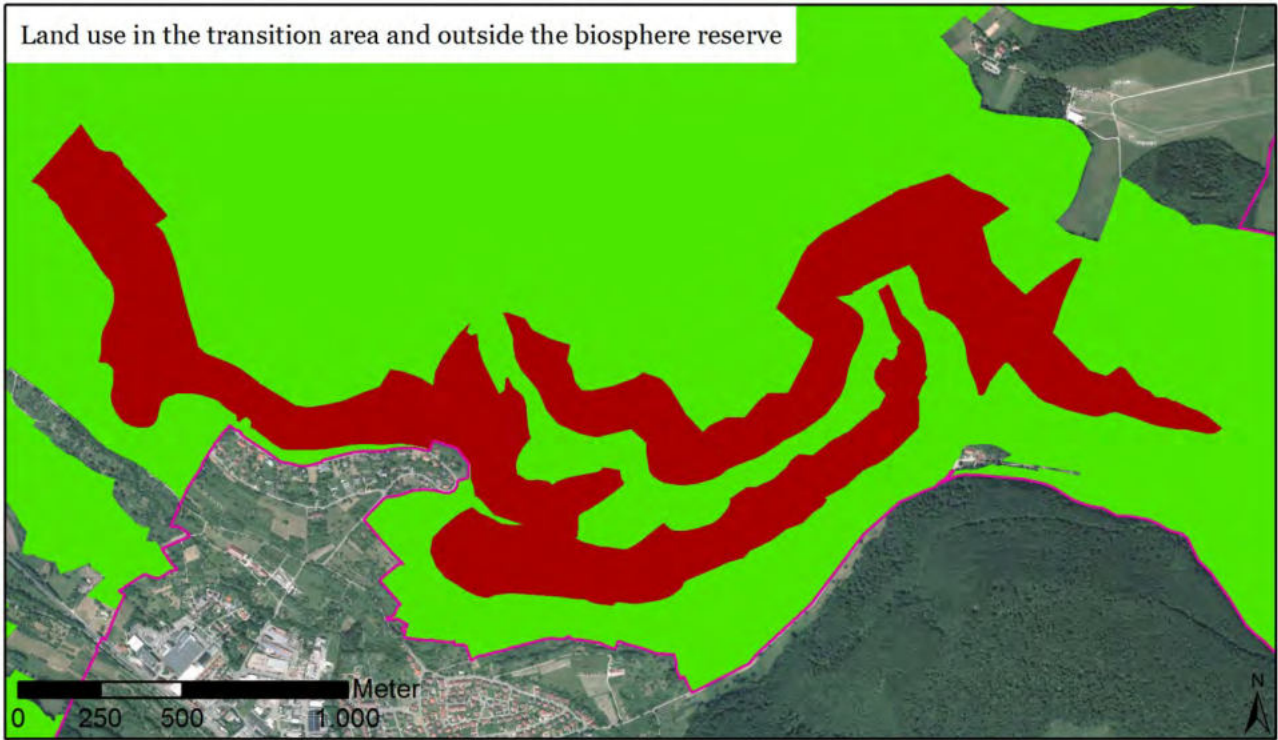 Land use in the transition area and outside the biosphere reserve
Meter
0 250 500 1.000
N